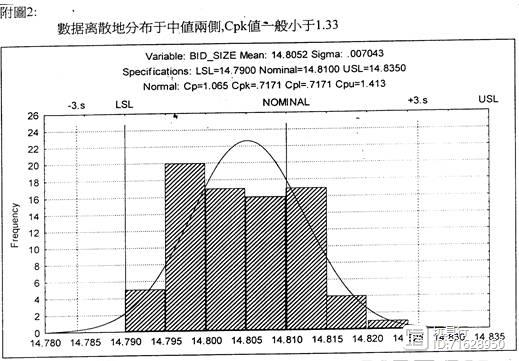 附圖2:
數据离散地分布于中值兩側,Cpk值一般小于1.33
Variable: BID_SIZE Mean: 14.8052 Sigma: .007043
Specifications: LSL=14.7900 Nominal=14.8100 USL=14.8350
Normal: Cp=1.065 Cpk=.7171 Cpl=.7171 Cpu=1.413
-3.s LSL NOMINAL +3.s USL
26
24
22
20
18
16
14
12
10
8
6
4
2
0
Frequency
14.780 14.785 14.790 14.795 14.800 14.805 14.810 14.815 14.820 14.830 14.835
ID:71628950